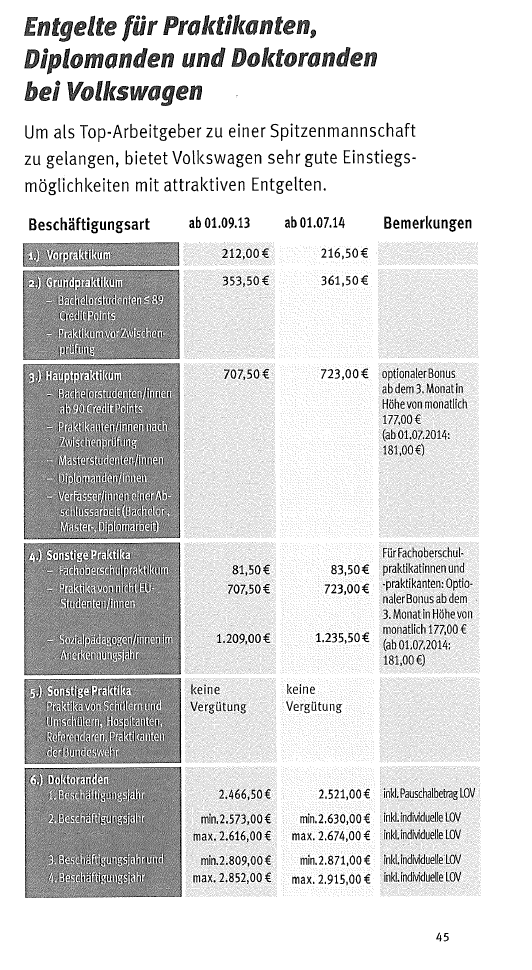 Entgelte für Praktikanten,
Diplomanden und Doktoranden
bei Volkswagen
Um als Top-Arbeitgeber zu einer Spitzenmannschaft
zu gelangen, bietet Volkswagen sehr gute Einstiegs-
möglichkeiten mit attraktiven Entgelten.
Beschäftigungsart ab 01.09.13 ab 01.07.14 Bemerkungen
1.) Vorpraktikum 212,00 € 216,50 €
2.) Grundpraktikum 353,50 € 361,50 €
– Bachelorstudenten ≤ 89
Credit Points
– Praktikum vor Zwischen-
prüfung
3.) Hauptpraktikum 707,50 € 723,00 € optionaler Bonus
– Bachelorstudenten/innen ab dem 3. Monat in
ab 90 Credit Points Höhe von monatlich
– Praktikanten/innen nach 177,00 €
Zwischenprüfung (ab 01.07.2014:
– Masterstudenten/innen 181,00 €)
– Diplomanden/innen
– Verfasser/innen einer Ab-
schlussarbeit (Bachelor-,
Master-, Diplomarbeit)
4.) Sonstige Praktika Für Fachoberschul-
– Fachoberschulpraktikum 81,50 € 83,50 € praktikatinnen und
– Praktika von nicht EU- 707,50 € 723,00 € -praktikanten: Optio-
Studenten/innen naler Bonus ab dem
3. Monat in Höhe von
– Sozialpädagogen/innen im 1.209,00 € 1.235,50 € monatlich 177,00 €
Anerkennungsjahr (ab 01.07.2014:
181,00 €)
5.) Sonstige Praktika keine keine
Praktika von Schülern und Vergütung Vergütung
Umschülern, Hospitanten,
Referendaren, Praktikanten
der Bundeswehr
6.) Doktoranden
1. Beschäftigungsjahr 2.466,50 € 2.521,00 € inkl. Pauschalbetrag LOV
2. Beschäftigungsjahr min. 2.573,00 € min. 2.630,00 € inkl. individuelle LOV
max. 2.616,00 € max. 2.674,00 € inkl. individuelle LOV
3. Beschäftigungsjahr und min. 2.809,00 € min. 2.871,00 € inkl. individuelle LOV
4. Beschäftigungsjahr max. 2.852,00 € max. 2.915,00 € inkl. individuelle LOV
45